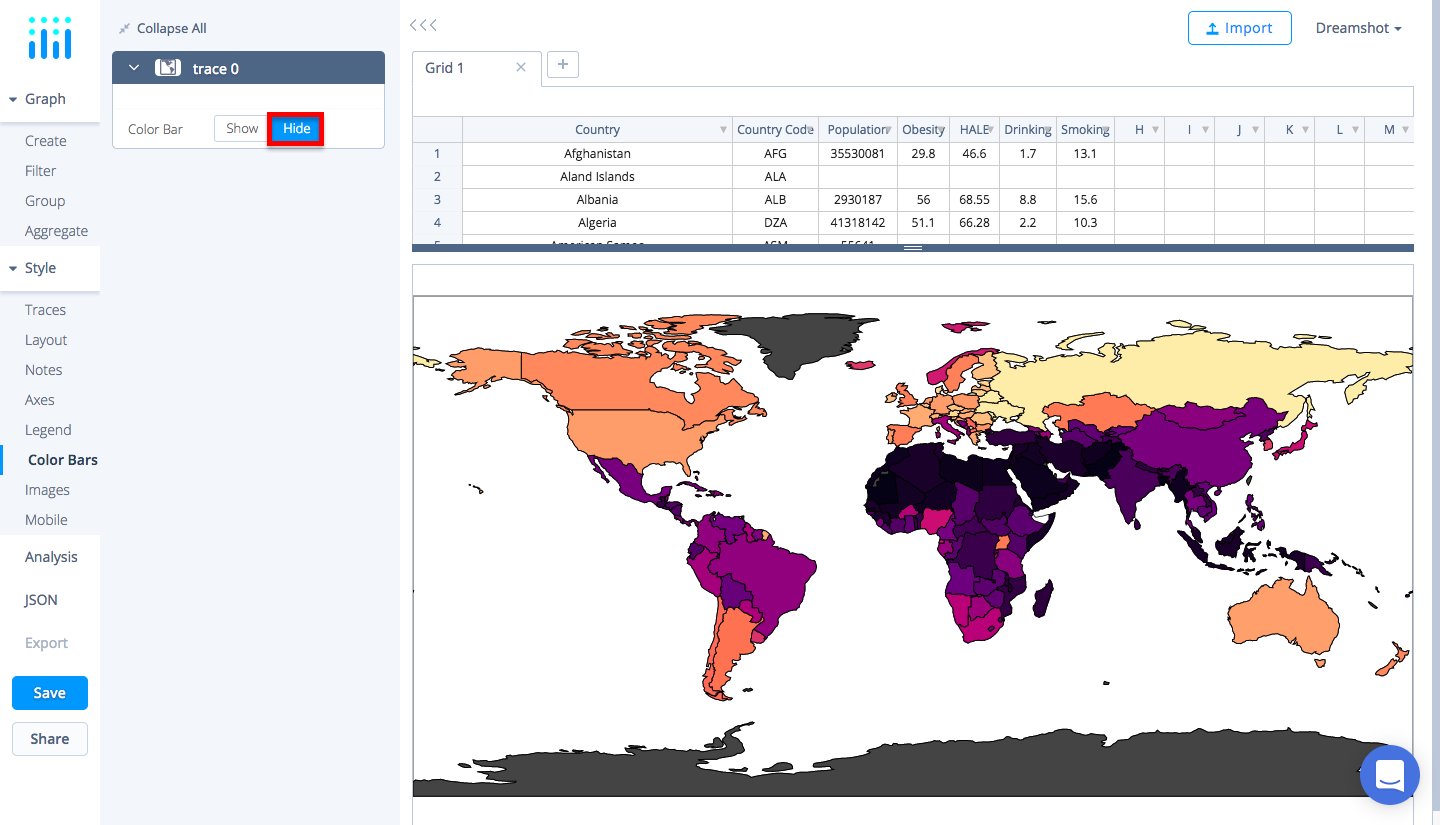 Collapse All
trace 0
Color Bar Show Hide
Graph
Create
Filter
Group
Aggregate
Style
Traces
Layout
Notes
Axes
Legend
Color Bars
Images
Mobile
Analysis
JSON
Export
Save
Share
Import
Dreamshot
Grid 1
Country Country Code Population Obesity HALE Drinking Smoking H I J K L M
1 Afghanistan AFG 35530081 29.8 46.6 1.7 13.1
2 Aland Islands ALA
3 Albania ALB 2930187 56 68.55 8.8 15.6
4 Algeria DZA 41318142 51.1 66.28 2.2 10.3
5 American Samoa ASM 55641